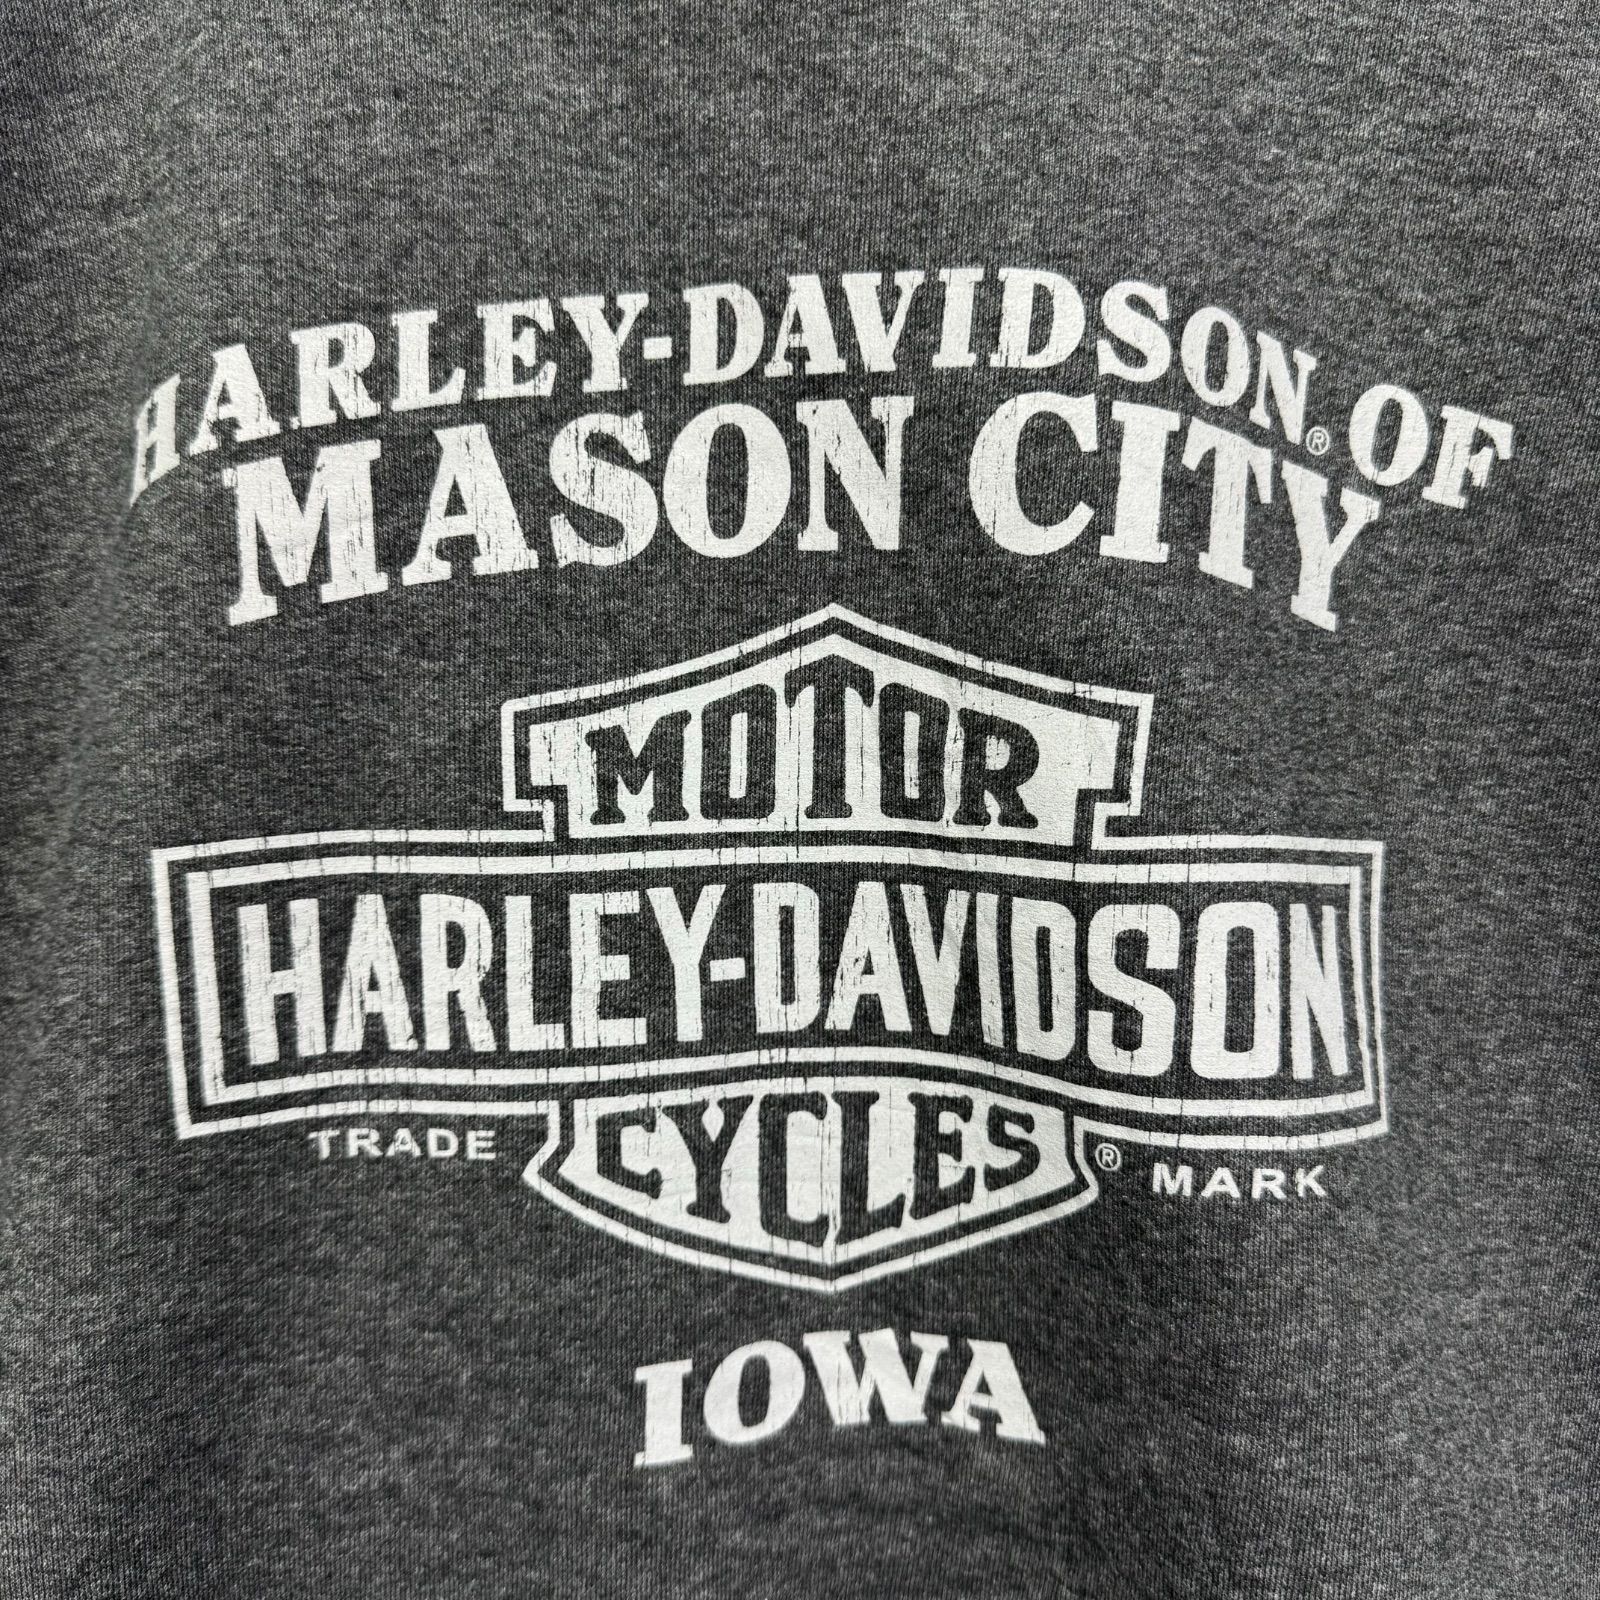 HARLEY-DAVIDSON® OF
MASON CITY
MOTOR
HARLEY-DAVIDSON
CYCLES
TRADE ® MARK
IOWA